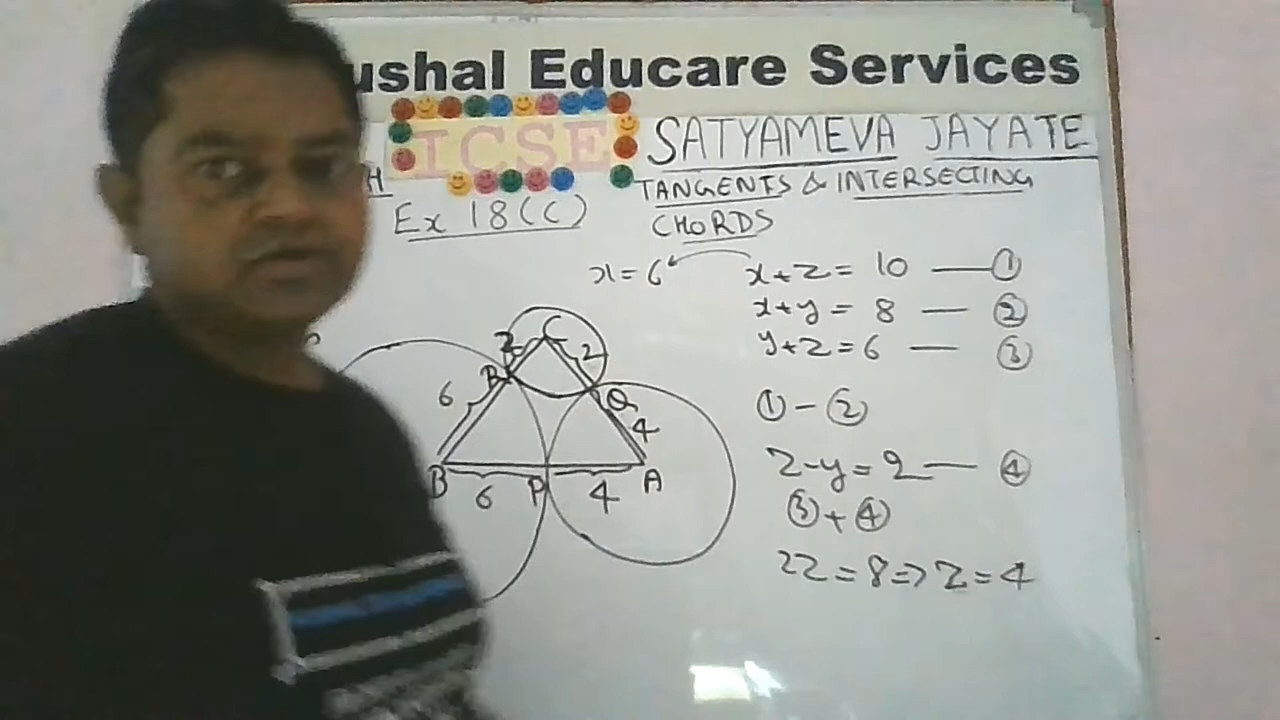 ushal Educare Services
ICSE
SATYAMEVA JAYATE
H
TANGENTS & INTERSECTING
CHORDS
Ex 18(C)
x=6
x+z = 10 — ①
x+y = 8 — ②
y+z = 6 — ③
① - ②
z-y = 2 — ④
③ + ④
2z = 8 => z = 4
C
2
2
R
6
Q
4
B
6
P
4
A